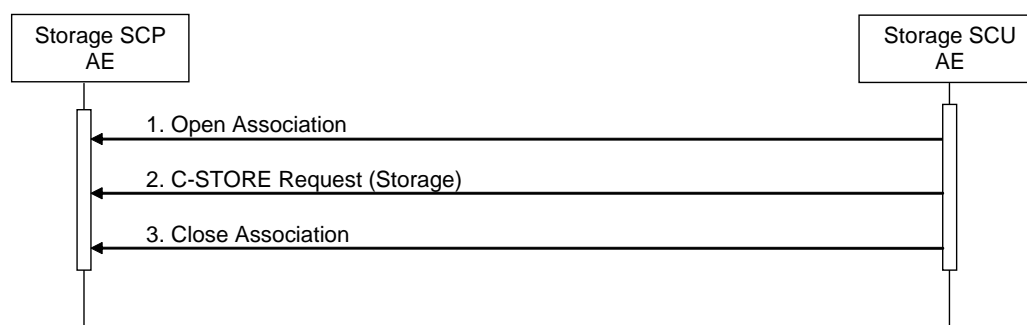 Storage SCP
AE
Storage SCU
AE
1. Open Association
2. C-STORE Request (Storage)
3. Close Association